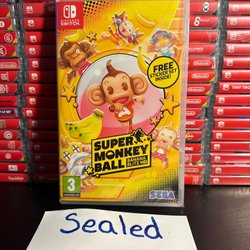 NINTENDO
SWITCH
FREE
STICKER SET
INSIDE!
SUPER
MONKEY
BALL
BANANA
BLITZ HD
3
SEGA
Sealed